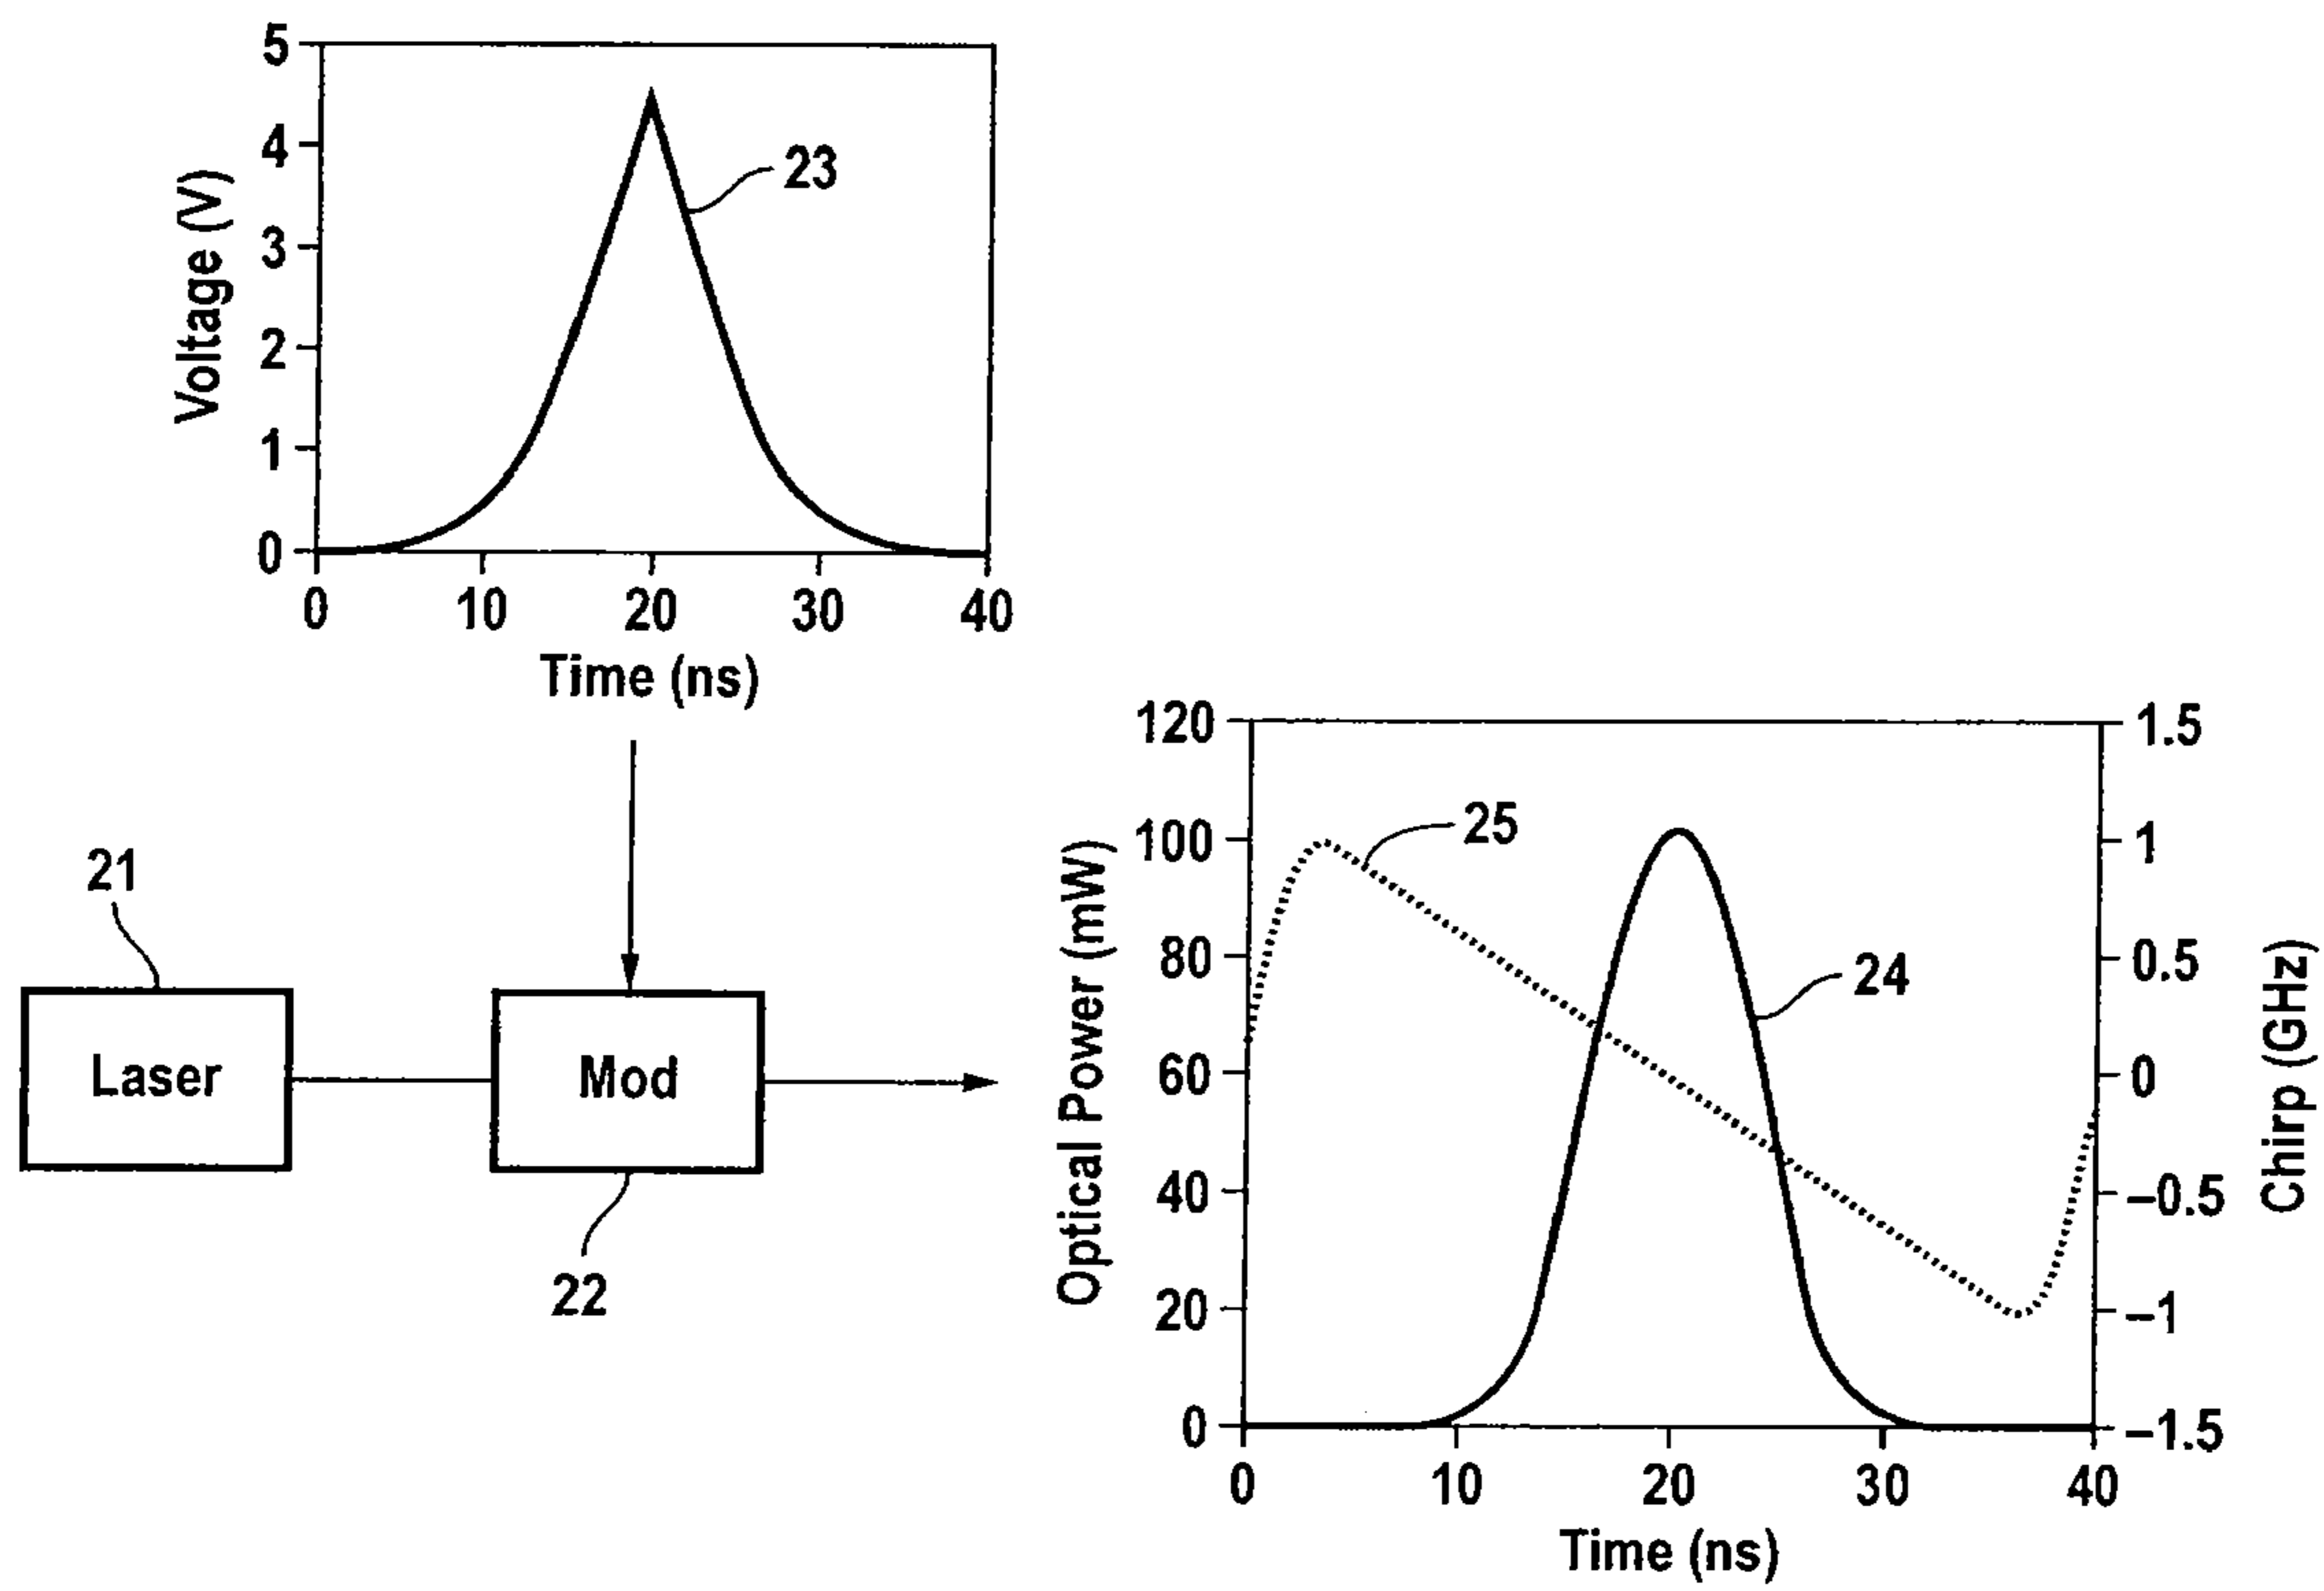 5
4
3
2
1
0
Voltage (V)
23
0 10 20 30 40
Time (ns)
21
Laser
Mod
22
120
100
80
60
40
20
0
Optical Power (mW)
25
24
1.5
1
0.5
0
–0.5
–1
–1.5
Chirp (GHz)
0 10 20 30 40
Time (ns)